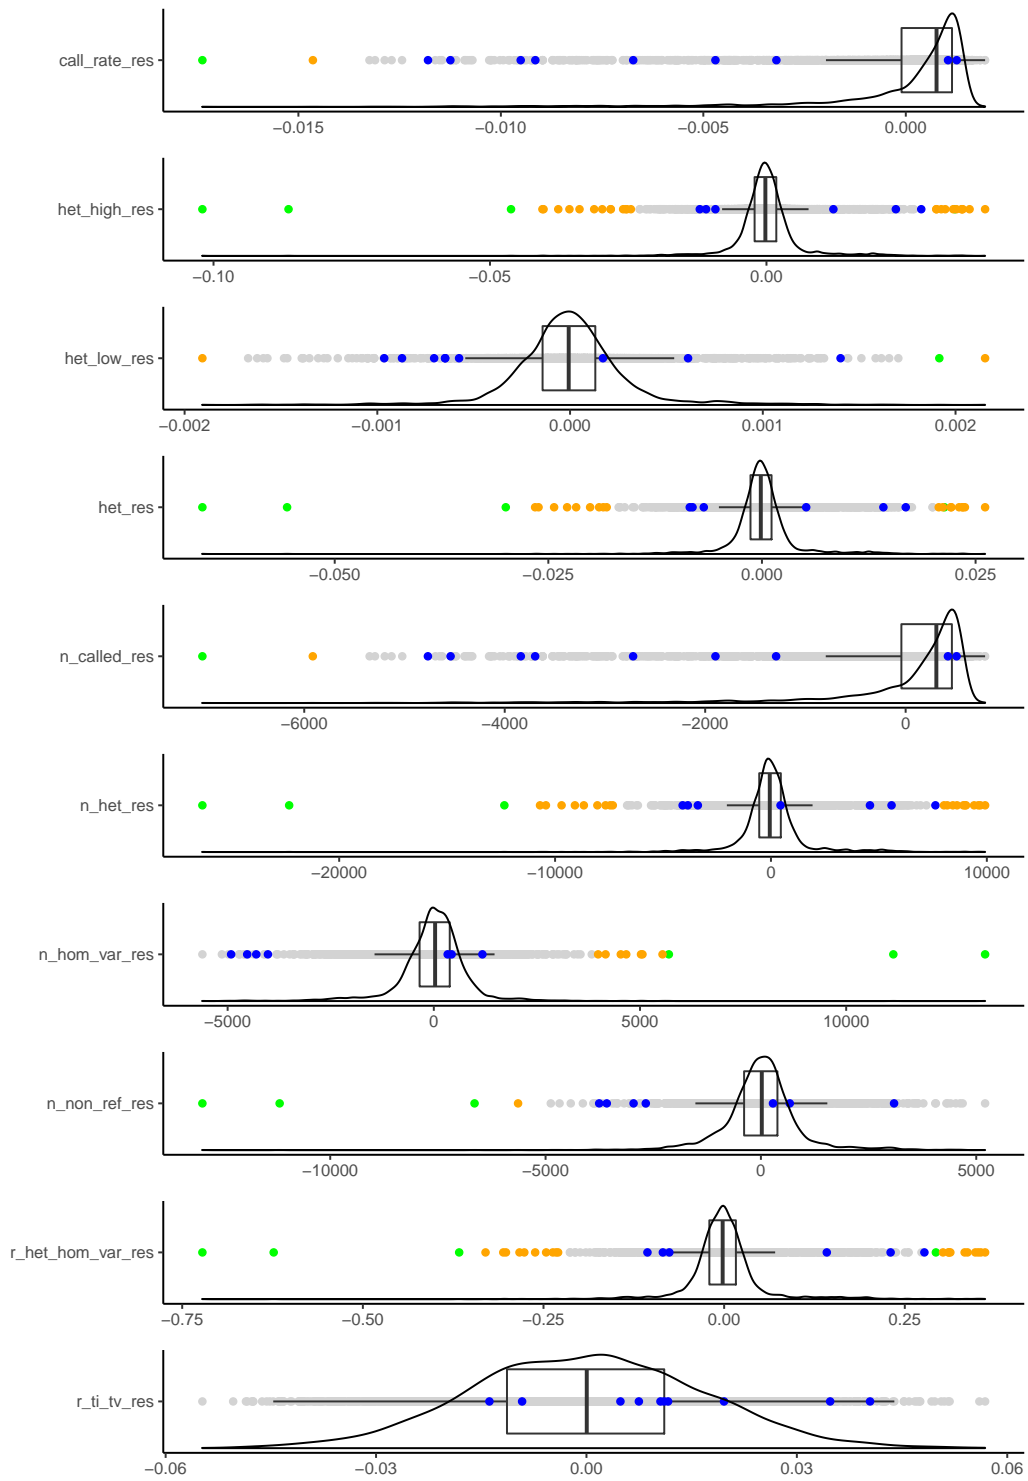 call_rate_res
−0.015 −0.010 −0.005 0.000
het_high_res
−0.10 −0.05 0.00
het_low_res
−0.002 −0.001 0.000 0.001 0.002
het_res
−0.050 −0.025 0.000 0.025
n_called_res
−6000 −4000 −2000 0
n_het_res
−20000 −10000 0 10000
n_hom_var_res
−5000 0 5000 10000
n_non_ref_res
−10000 −5000 0 5000
r_het_hom_var_res
−0.75 −0.50 −0.25 0.00 0.25
r_ti_tv_res
−0.06 −0.03 0.00 0.03 0.06